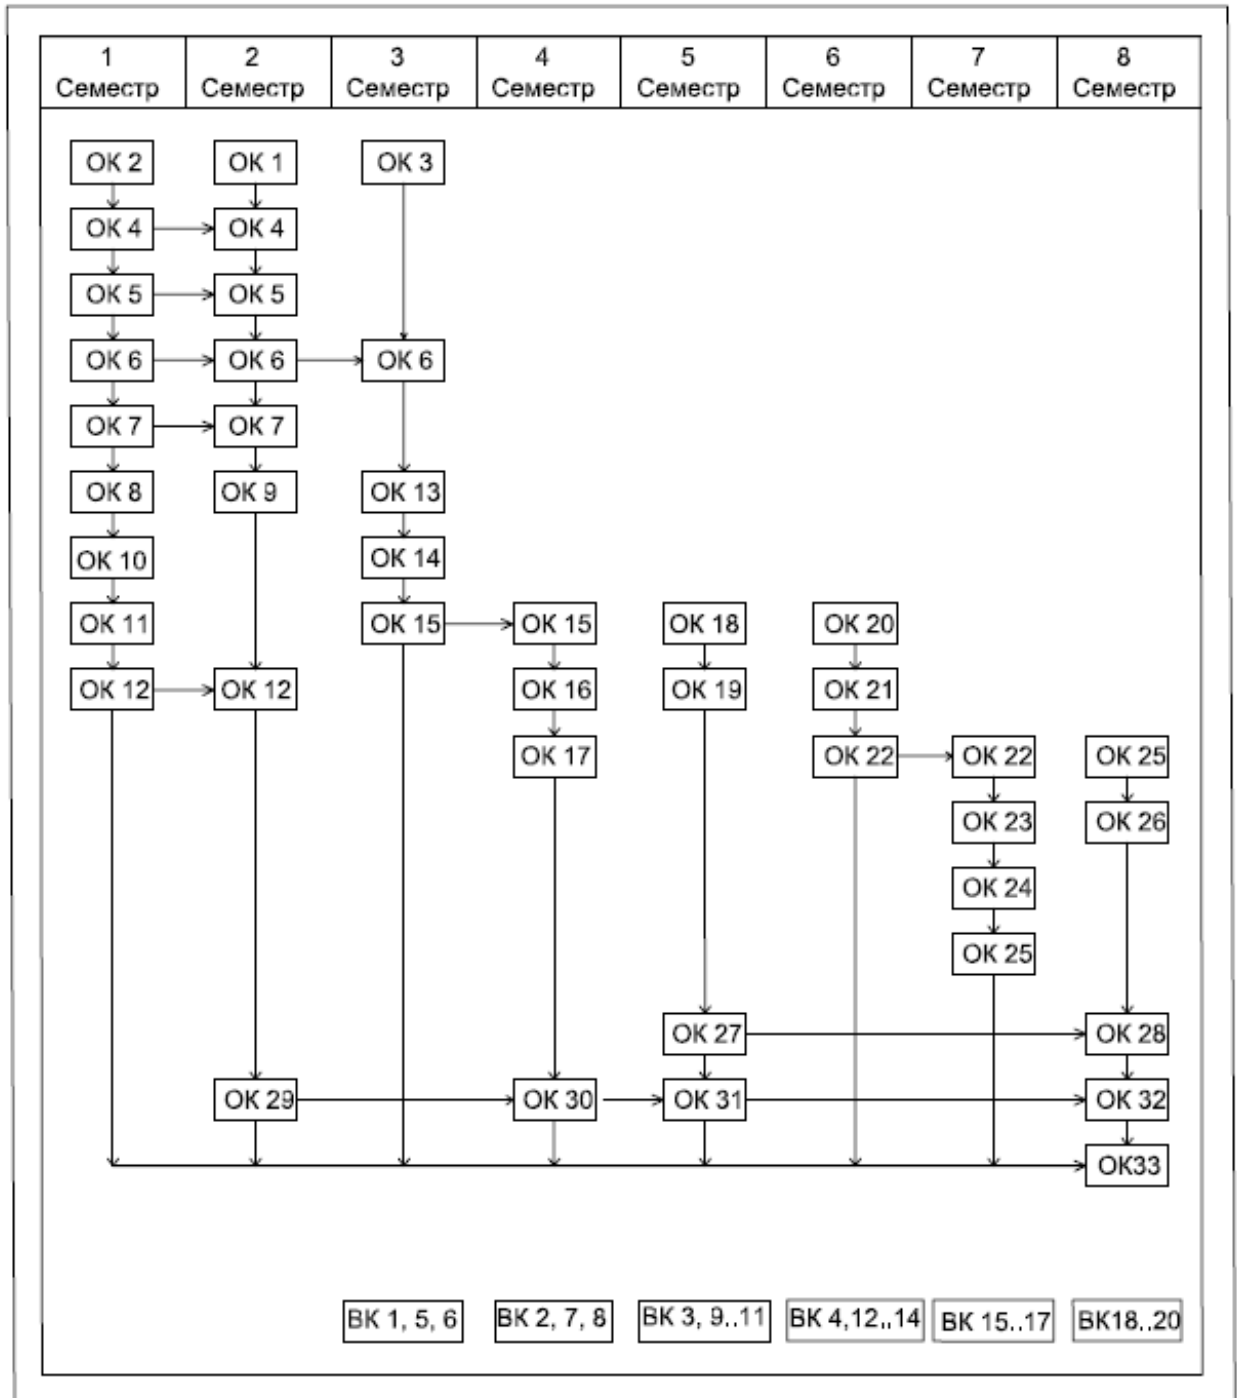 1 2 3 4 5 6 7 8
Семестр Семестр Семестр Семестр Семестр Семестр Семестр Семестр
ОК 2 ОК 1 ОК 3
ОК 4 ОК 4
ОК 5 ОК 5
ОК 6 ОК 6 ОК 6
ОК 7 ОК 7
ОК 8 ОК 9 ОК 13
ОК 10 ОК 14
ОК 11 ОК 15 ОК 15 ОК 18 ОК 20
ОК 12 ОК 12 ОК 16 ОК 19 ОК 21
ОК 17 ОК 22 ОК 22 ОК 25
ОК 23 ОК 26
ОК 24
ОК 25
ОК 27 ОК 28
ОК 29 ОК 30 ОК 31 ОК 32
ОК33
ВК 1, 5, 6 ВК 2, 7, 8 ВК 3, 9..11 ВК 4,12..14 ВК 15..17 ВК18..20